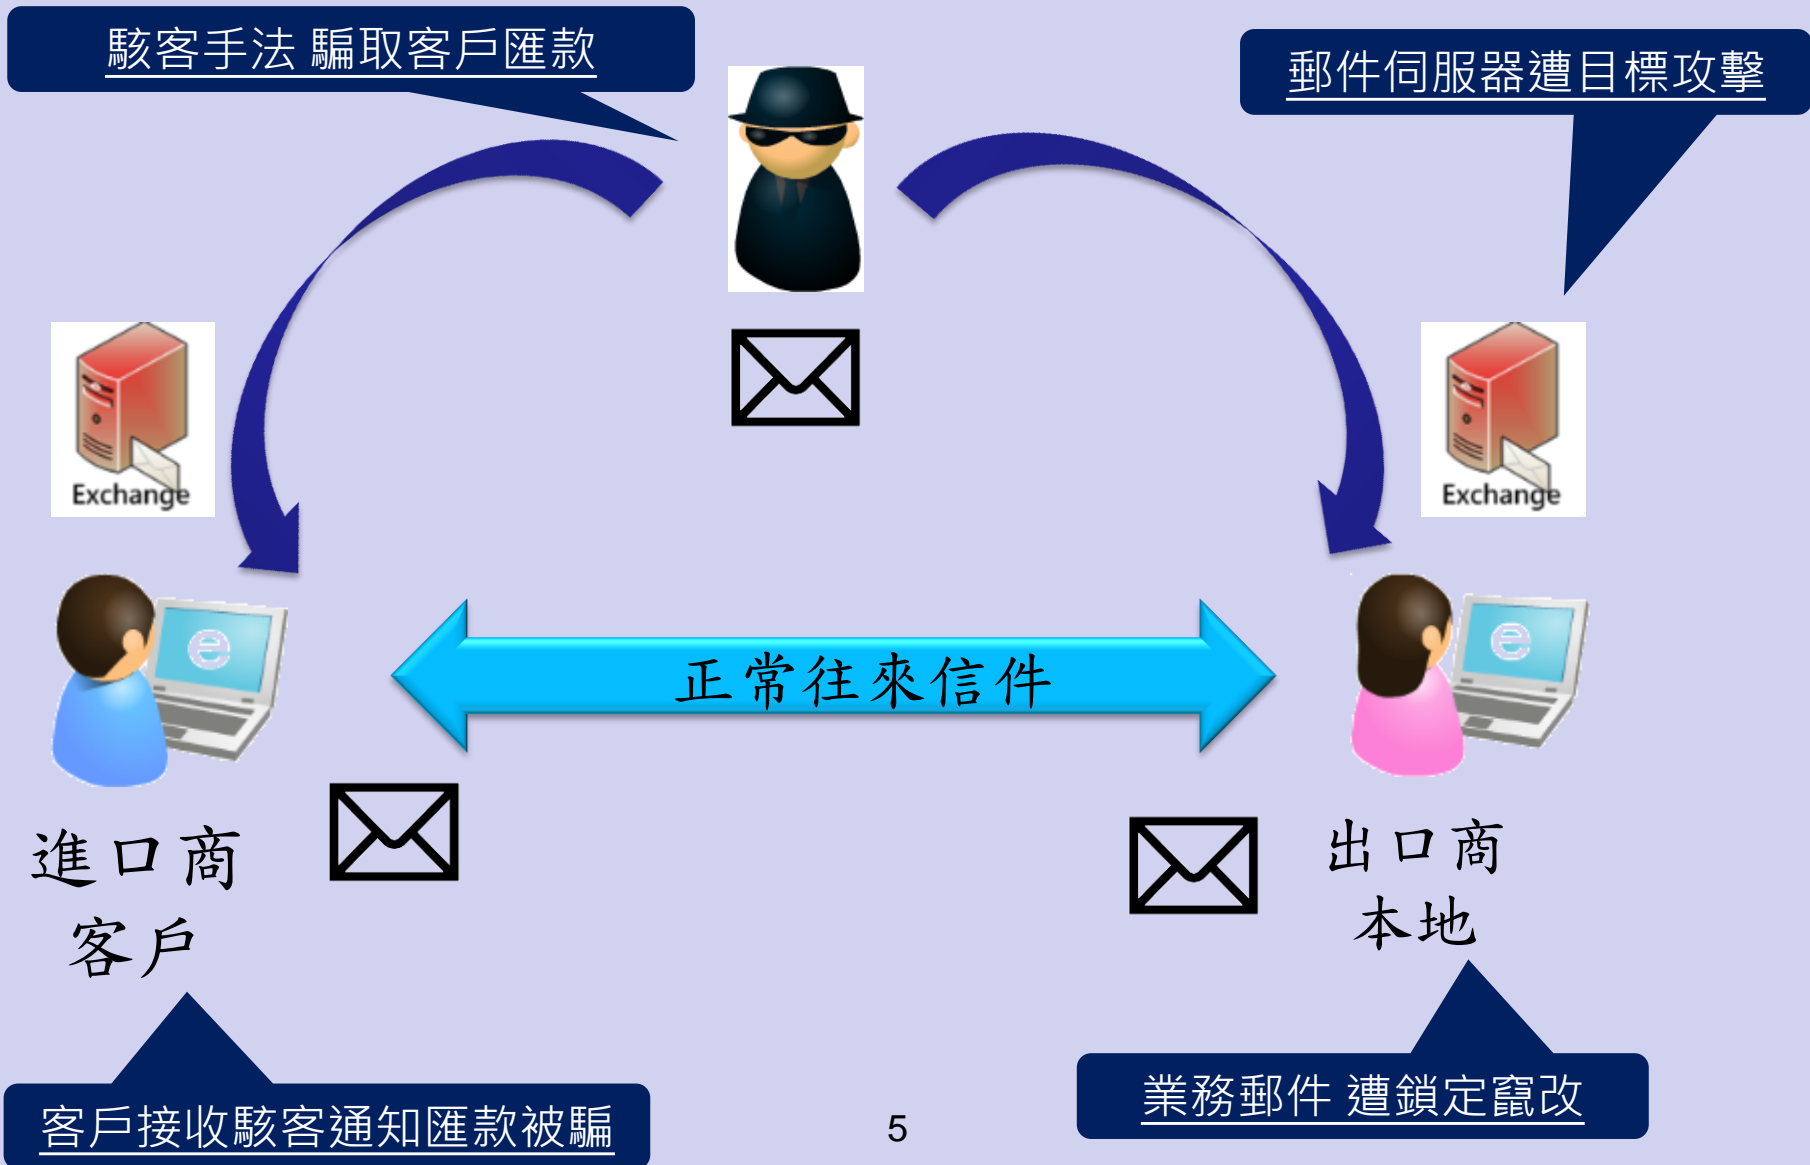 駭客手法 騙取客戶匯款
郵件伺服器遭目標攻擊
Exchange
Exchange
e
e
正常往來信件
進口商
客戶
出口商
本地
客戶接收駭客通知匯款被騙
5
業務郵件 遭鎖定竄改